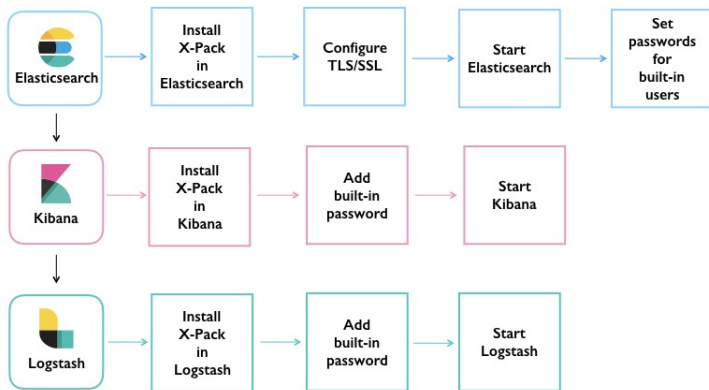 Elasticsearch
Install
X-Pack
in
Elasticsearch
Configure
TLS/SSL
Start
Elasticsearch
Set
passwords
for
built-in
users
Kibana
Install
X-Pack
in
Kibana
Add
built-in
password
Start
Kibana
Logstash
Install
X-Pack
in
Logstash
Add
built-in
password
Start
Logstash